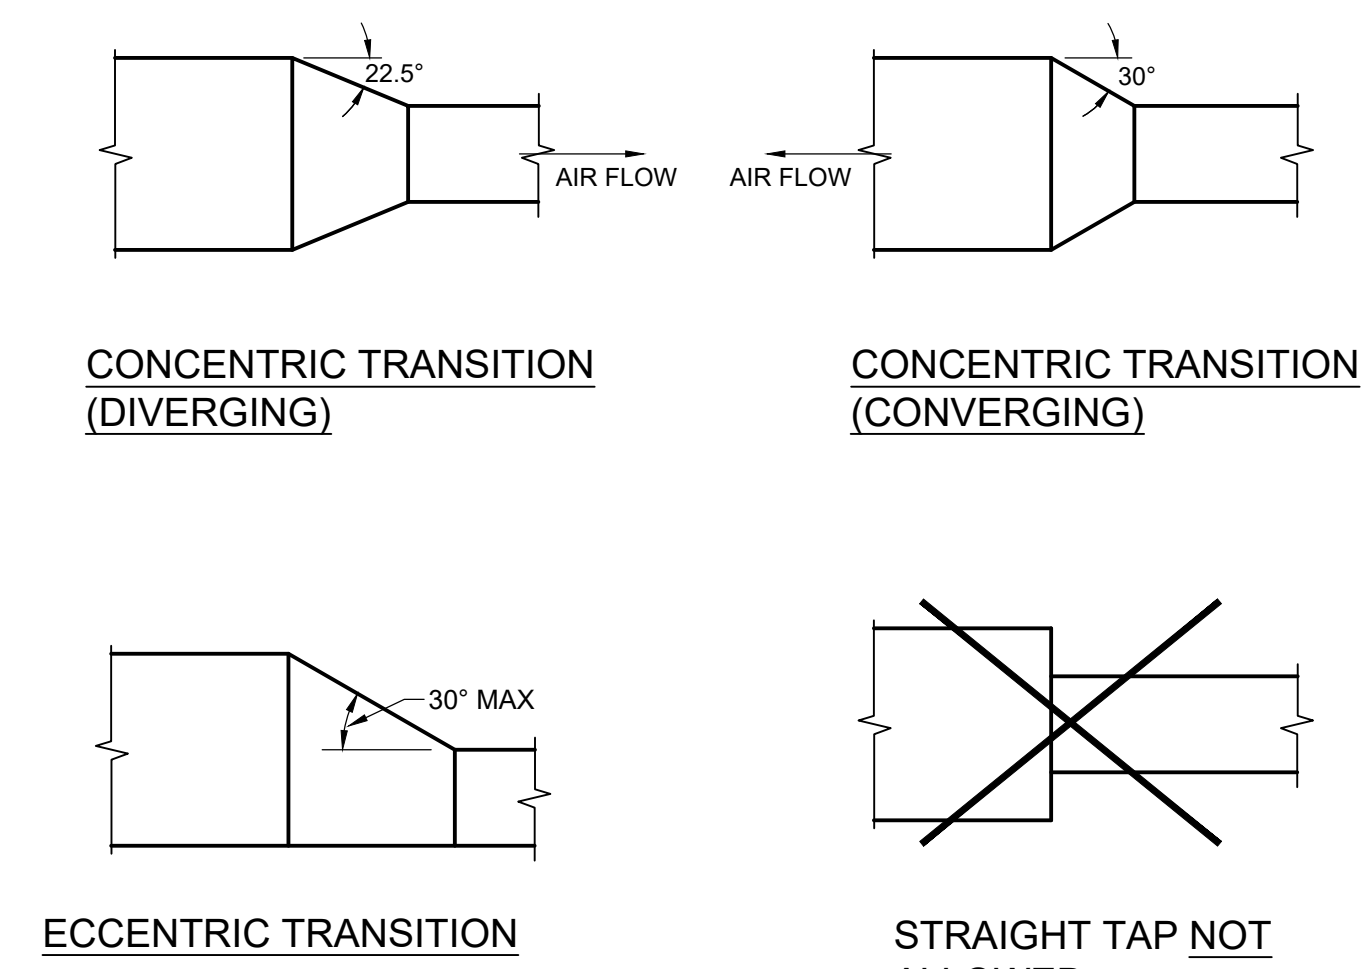 22.5°
AIR FLOW
CONCENTRIC TRANSITION
(DIVERGING)
30°
AIR FLOW
CONCENTRIC TRANSITION
(CONVERGING)
30° MAX
ECCENTRIC TRANSITION
STRAIGHT TAP NOT
ALLOWED